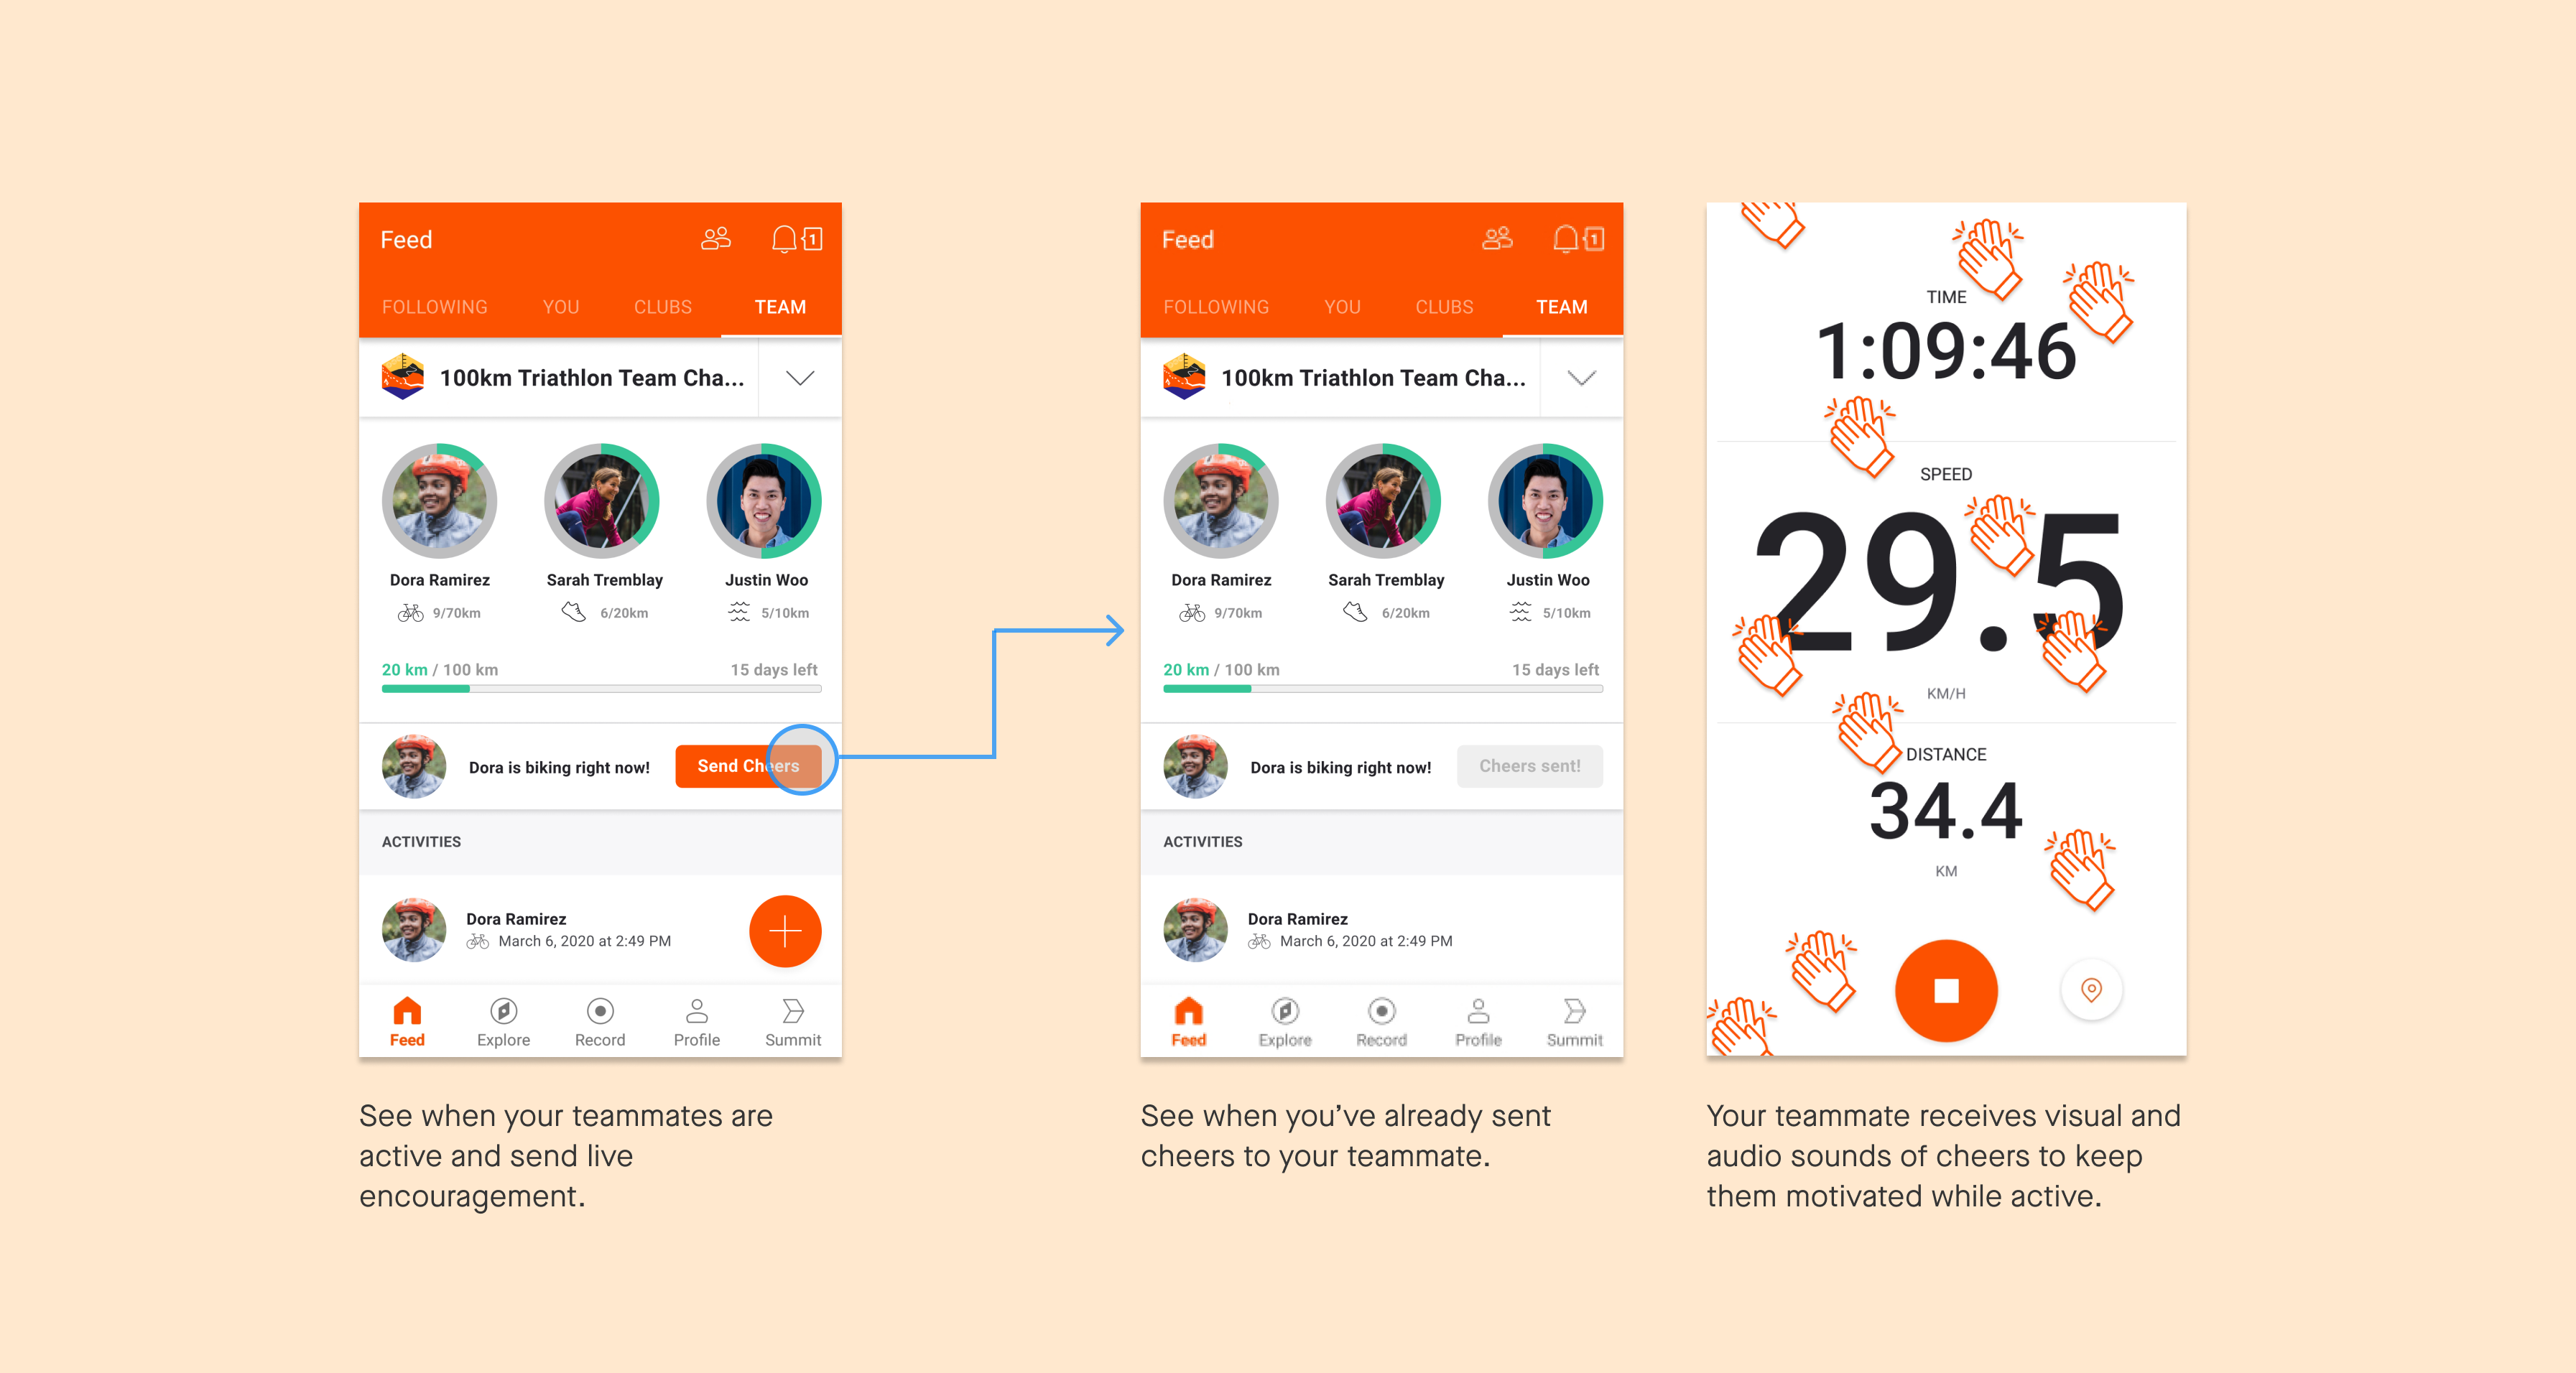 Feed
1
FOLLOWING YOU CLUBS TEAM
100km Triathlon Team Cha...
Dora Ramirez Sarah Tremblay Justin Woo
9/70km 6/20km 5/10km
20 km / 100 km 15 days left
Dora is biking right now! Send Cheers
ACTIVITIES
Dora Ramirez
March 6, 2020 at 2:49 PM
Feed Explore Record Profile Summit
See when your teammates are
active and send live
encouragement.
Feed
1
FOLLOWING YOU CLUBS TEAM
100km Triathlon Team Cha...
Dora Ramirez Sarah Tremblay Justin Woo
9/70km 6/20km 5/10km
20 km / 100 km 15 days left
Dora is biking right now! Cheers sent!
ACTIVITIES
Dora Ramirez
March 6, 2020 at 2:49 PM
Feed Explore Record Profile Summit
See when you’ve already sent
cheers to your teammate.
TIME
1:09:46
SPEED
29.5
KM/H
DISTANCE
34.4
KM
Your teammate receives visual and
audio sounds of cheers to keep
them motivated while active.